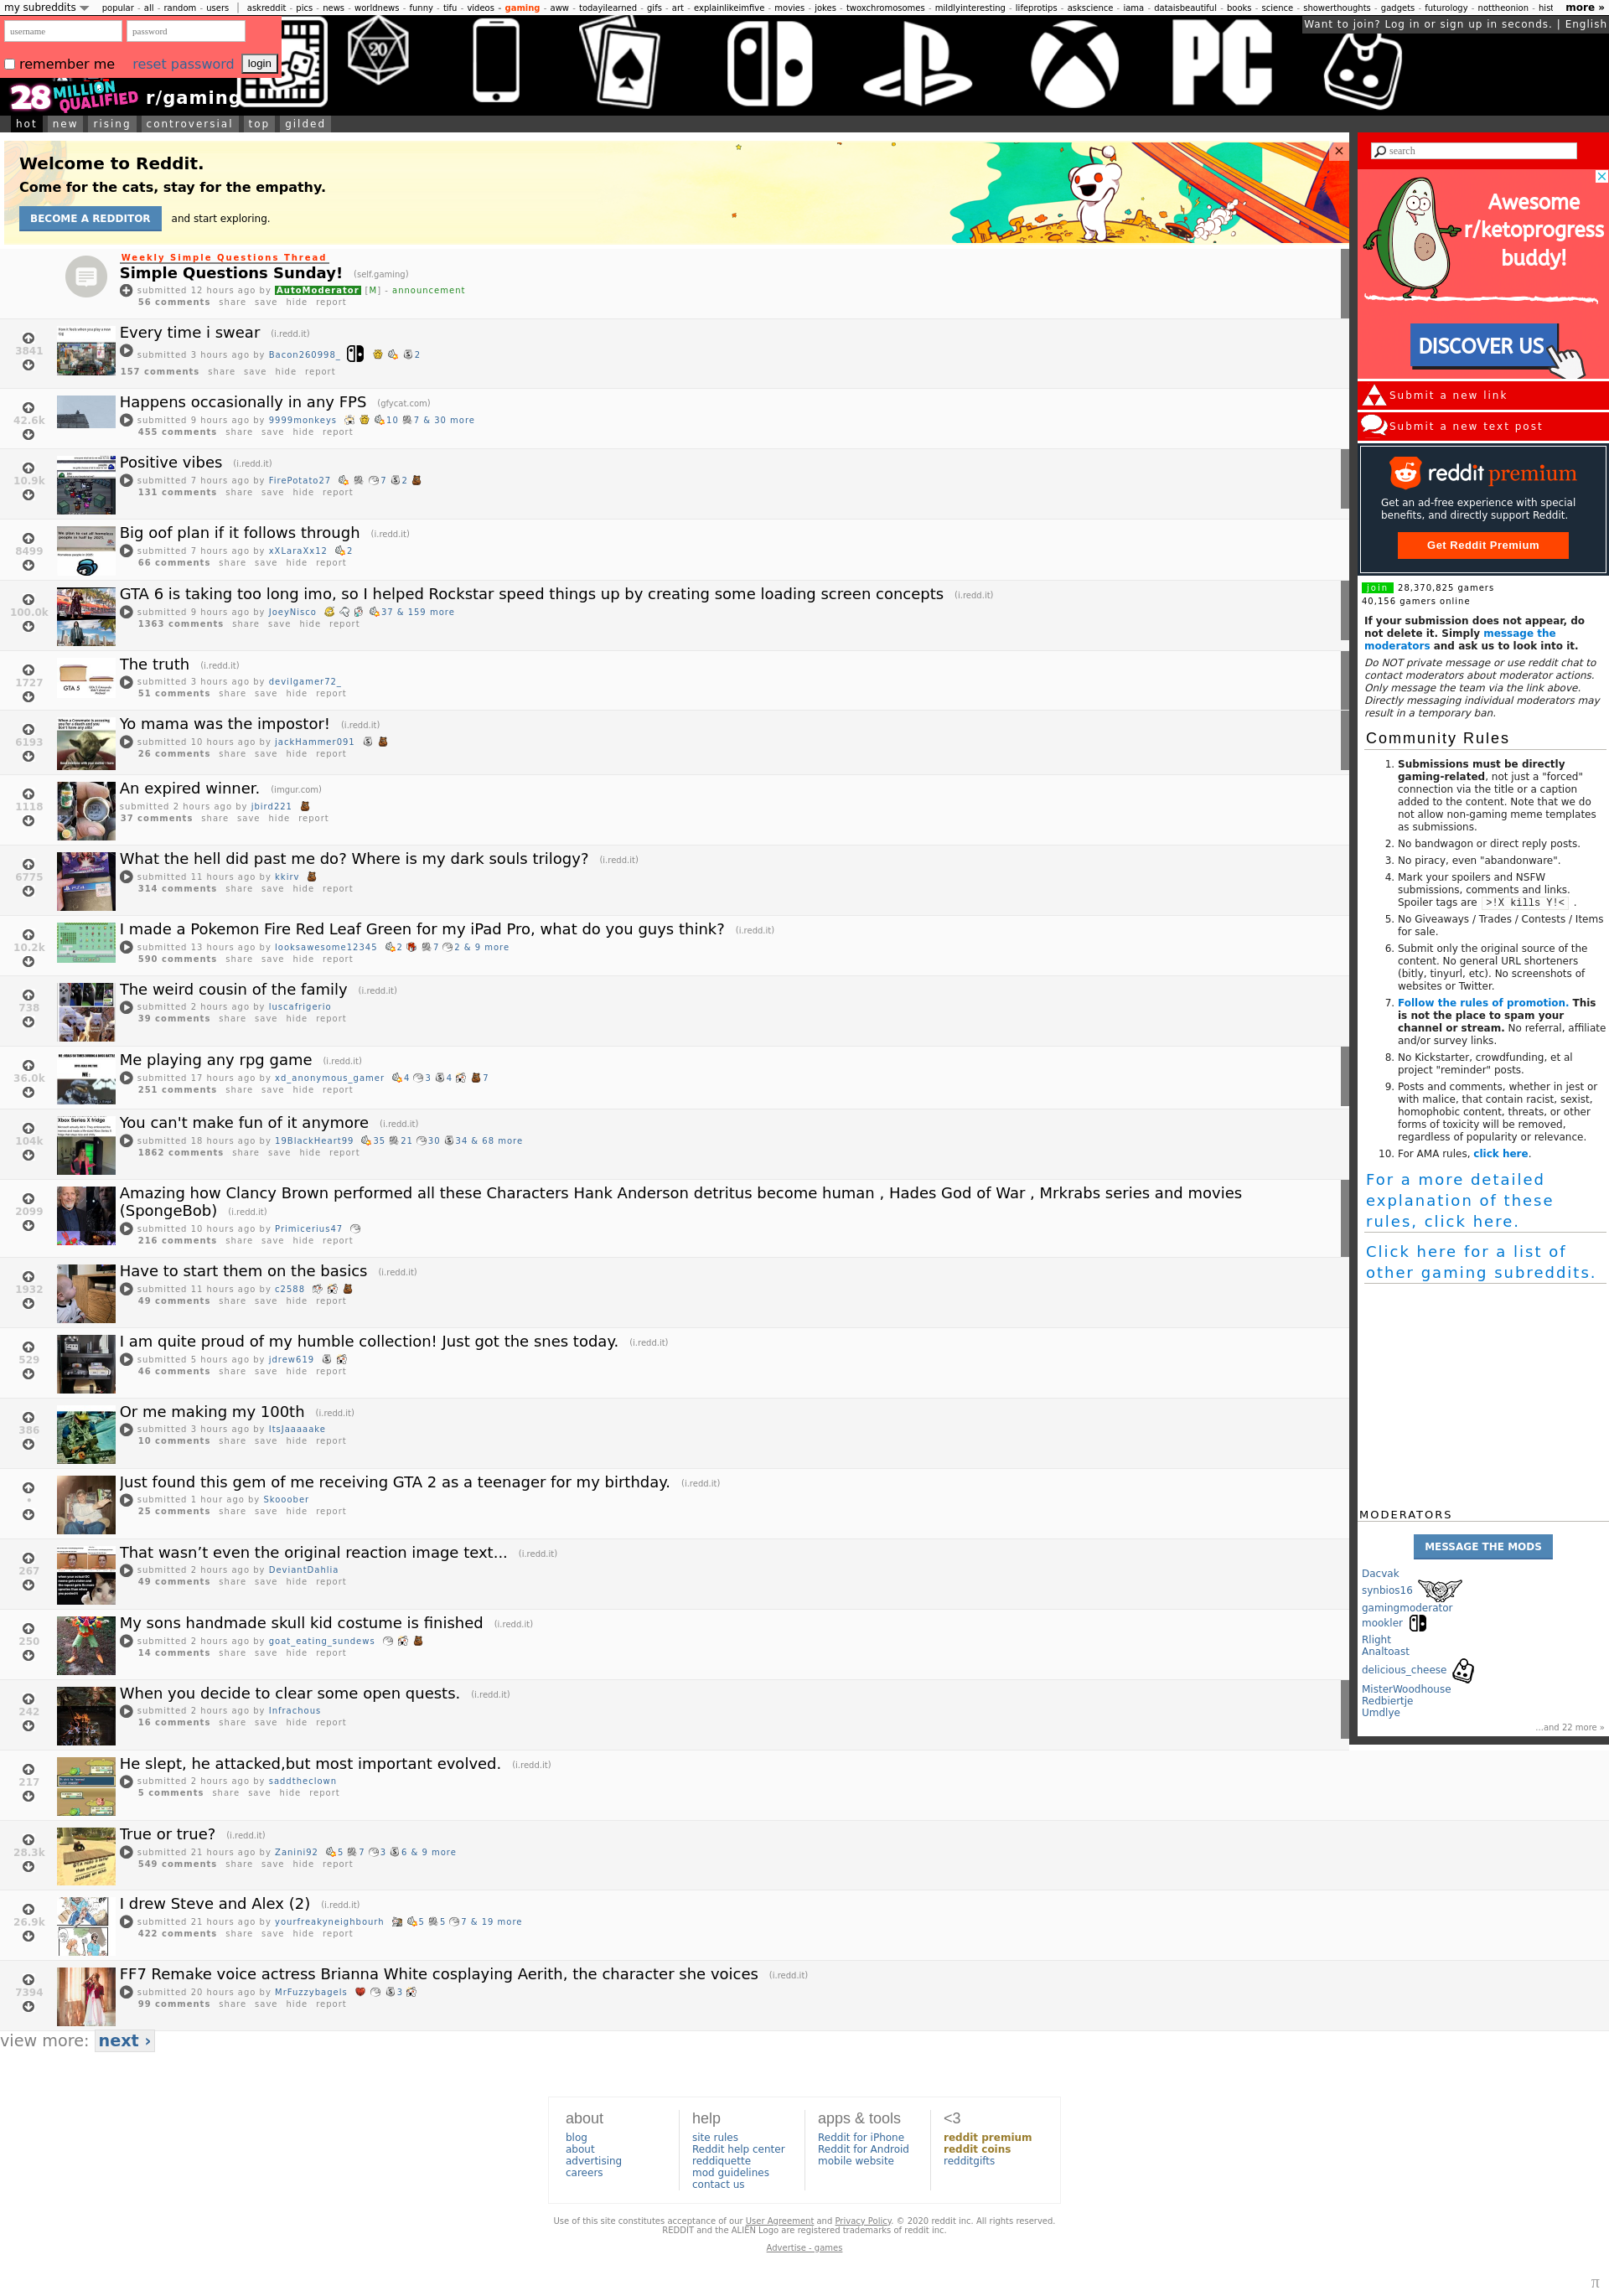 my subreddits
popular - all - random - users | askreddit - pics - news - worldnews - funny - tifu - videos - gaming - aww - todayilearned - gifs - art - explainlikeimfive - movies - jokes - twoxchromosomes - mildlyinteresting - lifeprotips - askscience - iama - dataisbeautiful - books - science - showerthoughts - gadgets - futurology - nottheonion - hist
more »
username
password
remember me
reset password
login
Want to join? Log in or sign up in seconds. | English
20
PC
28 MILLION QUALIFIED
r/gaming
hot new rising controversial top gilded
Welcome to Reddit.
Come for the cats, stay for the empathy.
BECOME A REDDITOR and start exploring.
Weekly Simple Questions Thread
Simple Questions Sunday! (self.gaming)
submitted 12 hours ago by AutoModerator [M] - announcement
56 comments share save hide report
3841
Every time i swear (i.redd.it)
submitted 3 hours ago by Bacon260998_ 2
157 comments share save hide report
42.6k
Happens occasionally in any FPS (gfycat.com)
submitted 9 hours ago by 9999monkeys 10 7 & 30 more
455 comments share save hide report
10.9k
Positive vibes (i.redd.it)
submitted 7 hours ago by FirePotato27 7 2
131 comments share save hide report
8499
Big oof plan if it follows through (i.redd.it)
submitted 7 hours ago by xXLaraXx12 2
66 comments share save hide report
100.0k
GTA 6 is taking too long imo, so I helped Rockstar speed things up by creating some loading screen concepts (i.redd.it)
submitted 9 hours ago by JoeyNisco 37 & 159 more
1363 comments share save hide report
1727
GTA 5
The truth (i.redd.it)
submitted 3 hours ago by devilgamer72_
51 comments share save hide report
6193
Yo mama was the impostor! (i.redd.it)
submitted 10 hours ago by jackHammer091
26 comments share save hide report
1118
An expired winner. (imgur.com)
submitted 2 hours ago by jbird221
37 comments share save hide report
6775
What the hell did past me do? Where is my dark souls trilogy? (i.redd.it)
submitted 11 hours ago by kkirv
314 comments share save hide report
10.2k
I made a Pokemon Fire Red Leaf Green for my iPad Pro, what do you guys think? (i.redd.it)
submitted 13 hours ago by looksawesome12345 2 7 2 & 9 more
590 comments share save hide report
738
The weird cousin of the family (i.redd.it)
submitted 2 hours ago by luscafrigerio
39 comments share save hide report
36.0k
Me playing any rpg game (i.redd.it)
submitted 17 hours ago by xd_anonymous_gamer 4 3 4 7
251 comments share save hide report
104k
Xbox Series X fridge
You can't make fun of it anymore (i.redd.it)
submitted 18 hours ago by 19BlackHeart99 35 21 30 34 & 68 more
1862 comments share save hide report
2099
Amazing how Clancy Brown performed all these Characters Hank Anderson detritus become human , Hades God of War , Mrkrabs series and movies
(SpongeBob) (i.redd.it)
submitted 10 hours ago by Primicerius47
216 comments share save hide report
1932
Have to start them on the basics (i.redd.it)
submitted 11 hours ago by c2588
49 comments share save hide report
529
I am quite proud of my humble collection! Just got the snes today. (i.redd.it)
submitted 5 hours ago by jdrew619
46 comments share save hide report
386
Or me making my 100th (i.redd.it)
submitted 3 hours ago by ItsJaaaaake
10 comments share save hide report
•
Just found this gem of me receiving GTA 2 as a teenager for my birthday. (i.redd.it)
submitted 1 hour ago by Skooober
25 comments share save hide report
267
That wasn’t even the original reaction image text... (i.redd.it)
submitted 2 hours ago by DeviantDahlia
49 comments share save hide report
250
My sons handmade skull kid costume is finished (i.redd.it)
submitted 2 hours ago by goat_eating_sundews
14 comments share save hide report
242
When you decide to clear some open quests. (i.redd.it)
submitted 2 hours ago by Infrachous
16 comments share save hide report
217
He slept, he attacked,but most important evolved. (i.redd.it)
submitted 2 hours ago by saddtheclown
5 comments share save hide report
28.3k
True or true? (i.redd.it)
submitted 21 hours ago by Zanini92 5 7 3 6 & 9 more
549 comments share save hide report
26.9k
I drew Steve and Alex (2) (i.redd.it)
submitted 21 hours ago by yourfreakyneighbourh 5 5 7 & 19 more
422 comments share save hide report
7394
FF7 Remake voice actress Brianna White cosplaying Aerith, the character she voices (i.redd.it)
submitted 20 hours ago by MrFuzzybagels 3
99 comments share save hide report
view more: next ›
search
Awesome
r/ketoprogress
buddy!
DISCOVER US
Submit a new link
Submit a new text post
reddit premium
Get an ad-free experience with special
benefits, and directly support Reddit.
Get Reddit Premium
join 28,370,825 gamers
40,156 gamers online
If your submission does not appear, do
not delete it. Simply message the
moderators and ask us to look into it.
Do NOT private message or use reddit chat to
contact moderators about moderator actions.
Only message the team via the link above.
Directly messaging individual moderators may
result in a temporary ban.
Community Rules
1. Submissions must be directly
gaming-related, not just a "forced"
connection via the title or a caption
added to the content. Note that we do
not allow non-gaming meme templates
as submissions.
2. No bandwagon or direct reply posts.
3. No piracy, even "abandonware".
4. Mark your spoilers and NSFW
submissions, comments and links.
Spoiler tags are >!X kills Y!< .
5. No Giveaways / Trades / Contests / Items
for sale.
6. Submit only the original source of the
content. No general URL shorteners
(bitly, tinyurl, etc). No screenshots of
websites or Twitter.
7. Follow the rules of promotion. This
is not the place to spam your
channel or stream. No referral, affiliate
and/or survey links.
8. No Kickstarter, crowdfunding, et al
project "reminder" posts.
9. Posts and comments, whether in jest or
with malice, that contain racist, sexist,
homophobic content, threats, or other
forms of toxicity will be removed,
regardless of popularity or relevance.
10. For AMA rules, click here.
For a more detailed
explanation of these
rules, click here.
Click here for a list of
other gaming subreddits.
MODERATORS
MESSAGE THE MODS
Dacvak
synbios16
gamingmoderator
mookler
Rlight
Analtoast
delicious_cheese
MisterWoodhouse
Redbiertje
Umdlye
...and 22 more »
about
blog
about
advertising
careers
help
site rules
Reddit help center
reddiquette
mod guidelines
contact us
apps & tools
Reddit for iPhone
Reddit for Android
mobile website
<3
reddit premium
reddit coins
redditgifts
Use of this site constitutes acceptance of our User Agreement and Privacy Policy. © 2020 reddit inc. All rights reserved.
REDDIT and the ALIEN Logo are registered trademarks of reddit inc.
Advertise - games
π